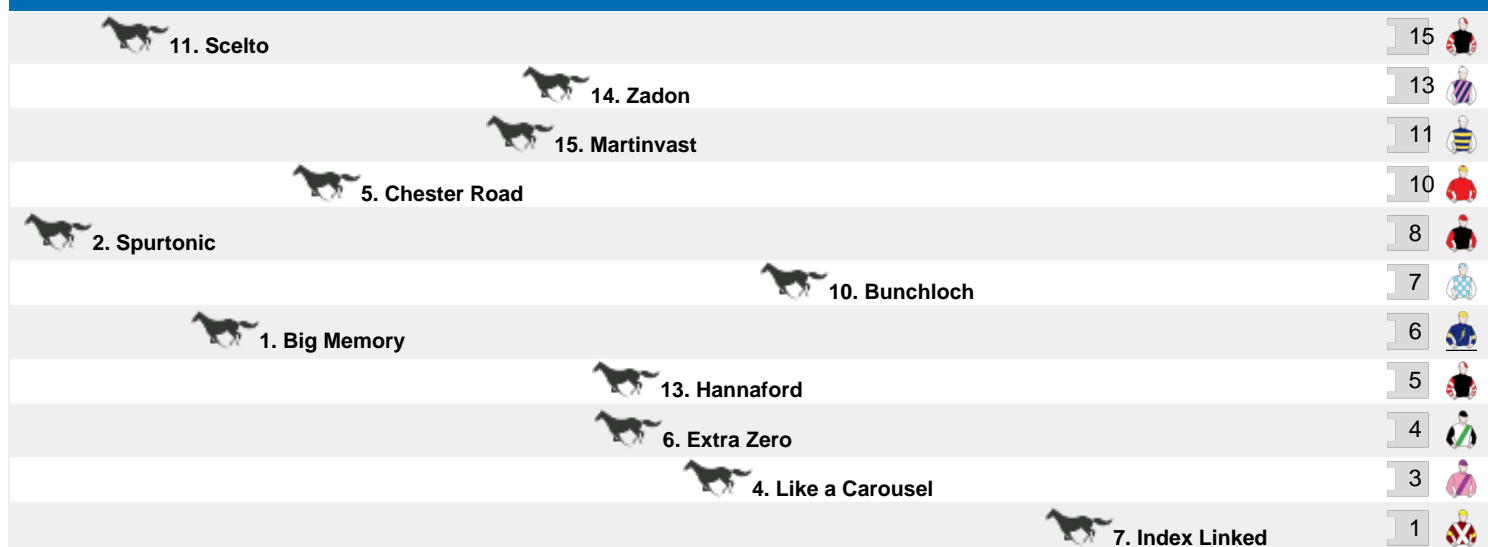 11. Scelto 15
14. Zadon 13
15. Martinvast 11
5. Chester Road 10
2. Spurtonic 8
10. Bunchloch 7
1. Big Memory 6
13. Hannaford 5
6. Extra Zero 4
4. Like a Carousel 3
7. Index Linked 1